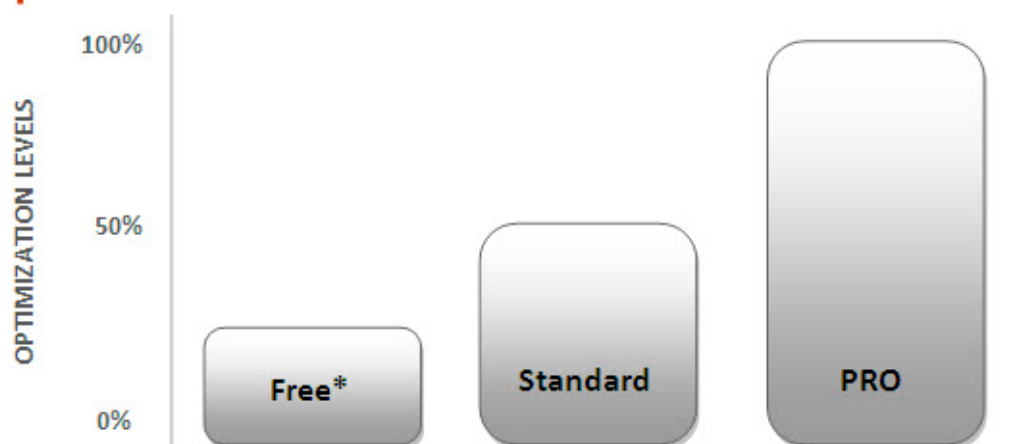 100%
OPTIMIZATION LEVELS
50%
0%
Free*
Standard
PRO